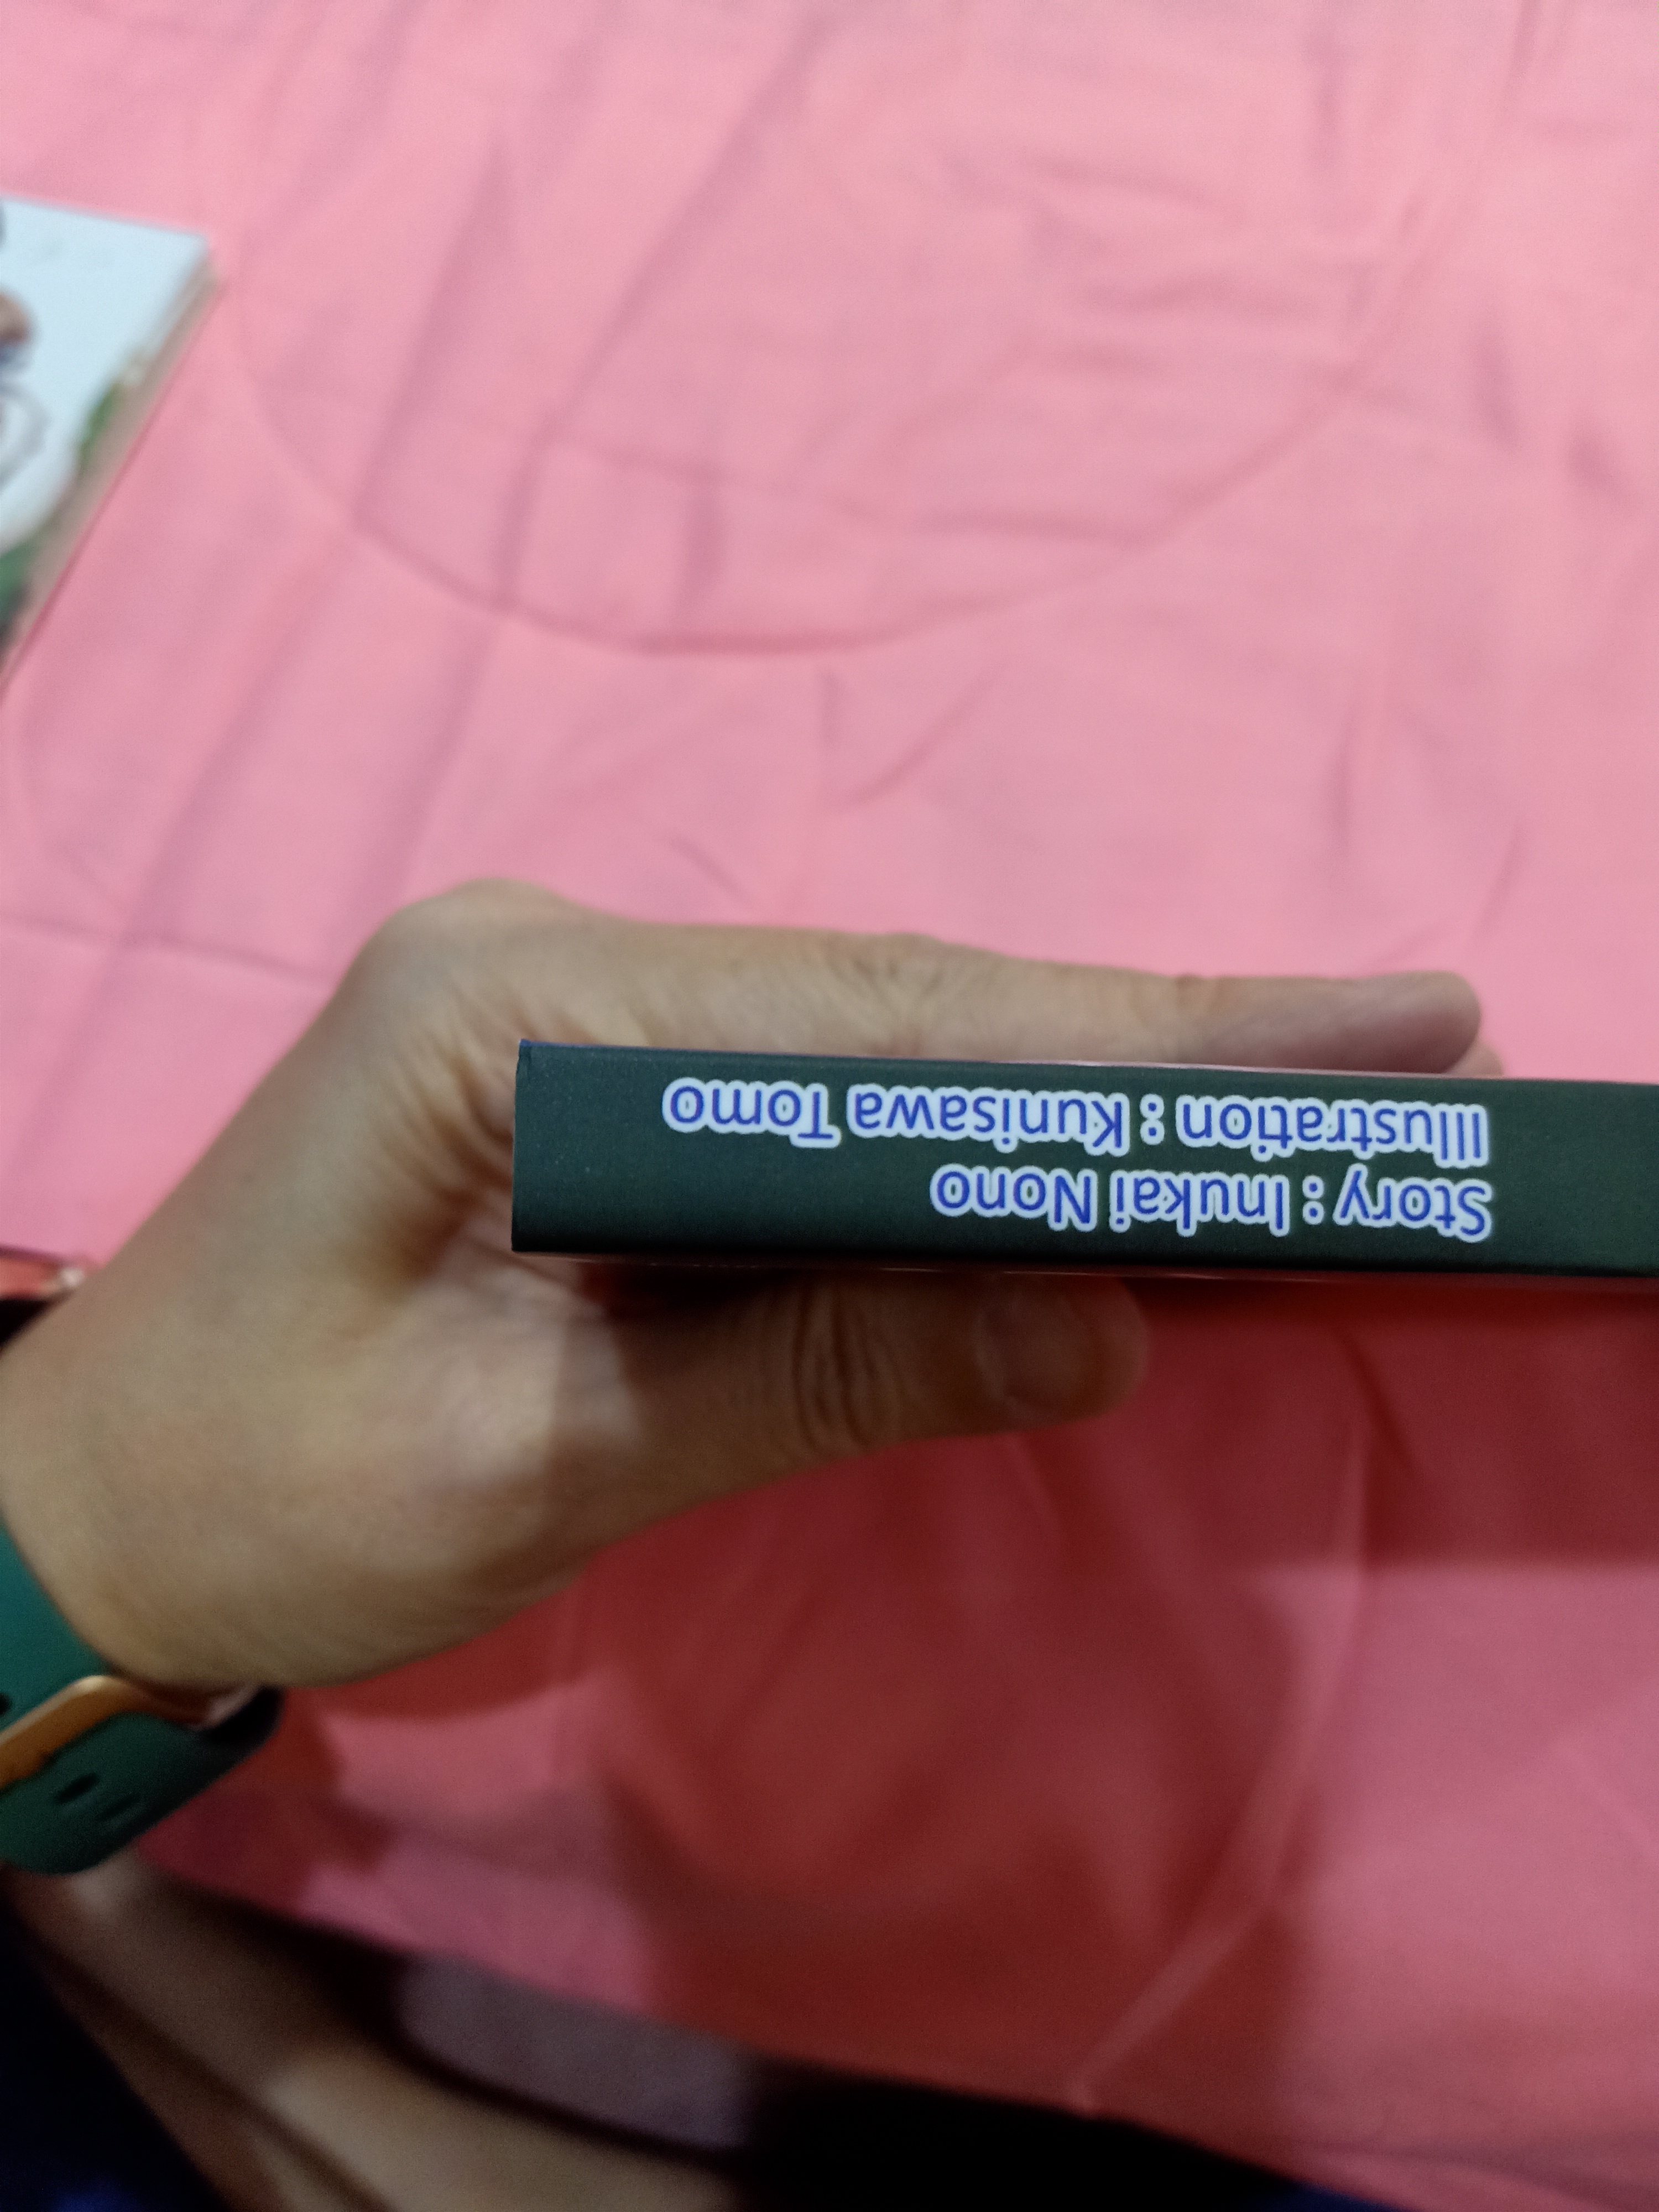 Story : Inukai Nono
Illustration : Kunisawa Tomo